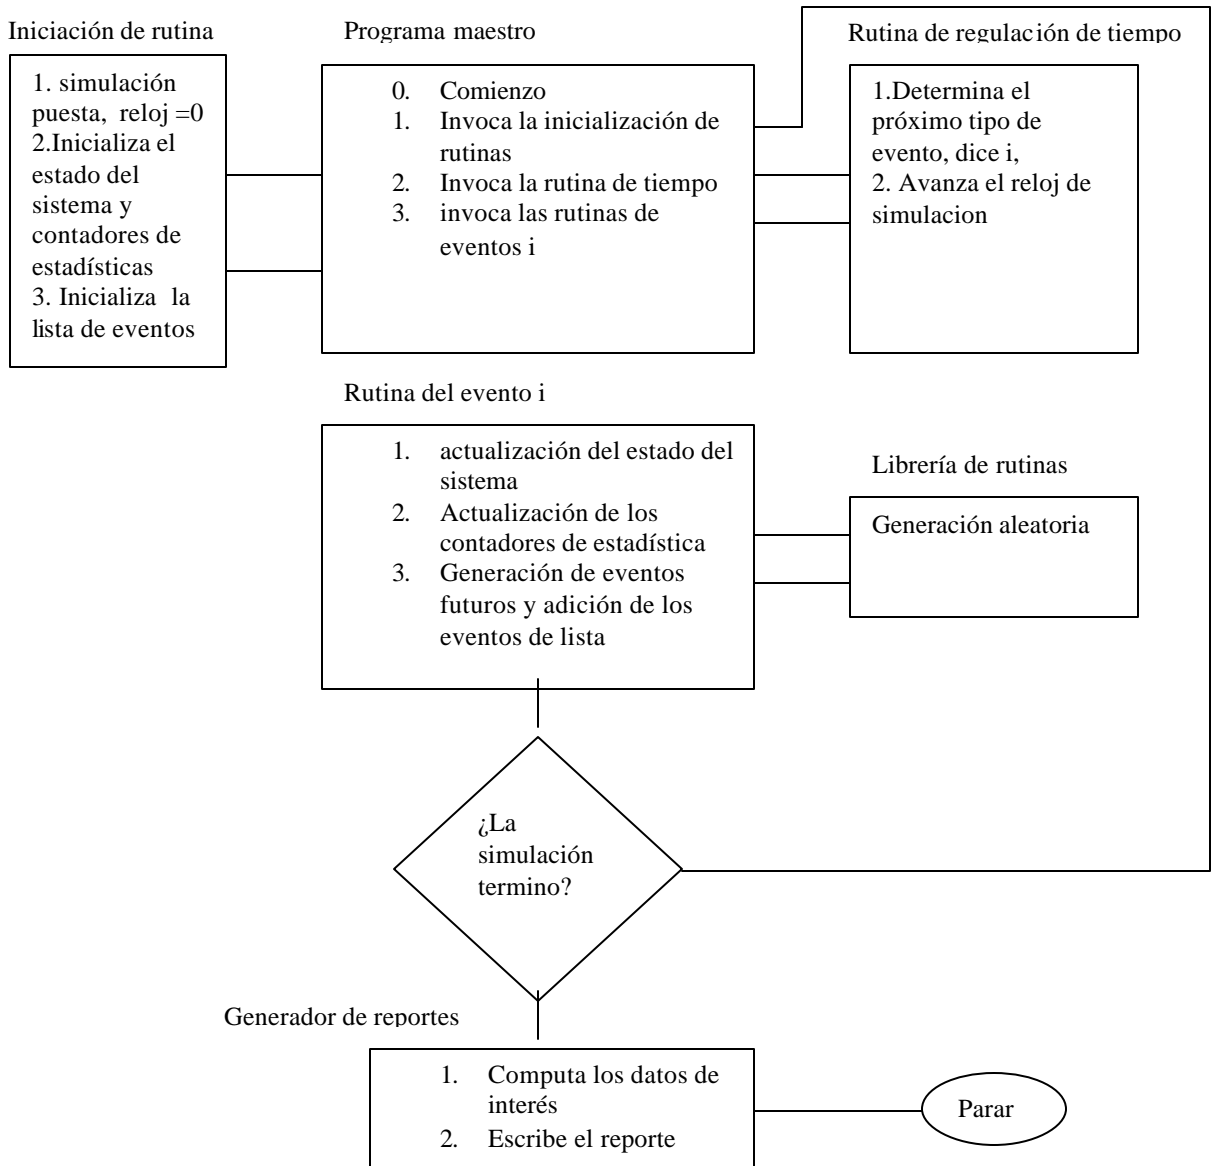 Iniciación de rutina
1. simulación
puesta, reloj =0
2.Inicializa el
estado del
sistema y
contadores de
estadísticas
3. Inicializa la
lista de eventos
Programa maestro
0. Comienzo
1. Invoca la inicialización de
rutinas
2. Invoca la rutina de tiempo
3. invoca las rutinas de
eventos i
Rutina de regulación de tiempo
1.Determina el
próximo tipo de
evento, dice i,
2. Avanza el reloj de
simulacion
Rutina del evento i
1. actualización del estado del
sistema
2. Actualización de los
contadores de estadística
3. Generación de eventos
futuros y adición de los
eventos de lista
Librería de rutinas
Generación aleatoria
¿La
simulación
termino?
Generador de reportes
1. Computa los datos de
interés
2. Escribe el reporte
Parar